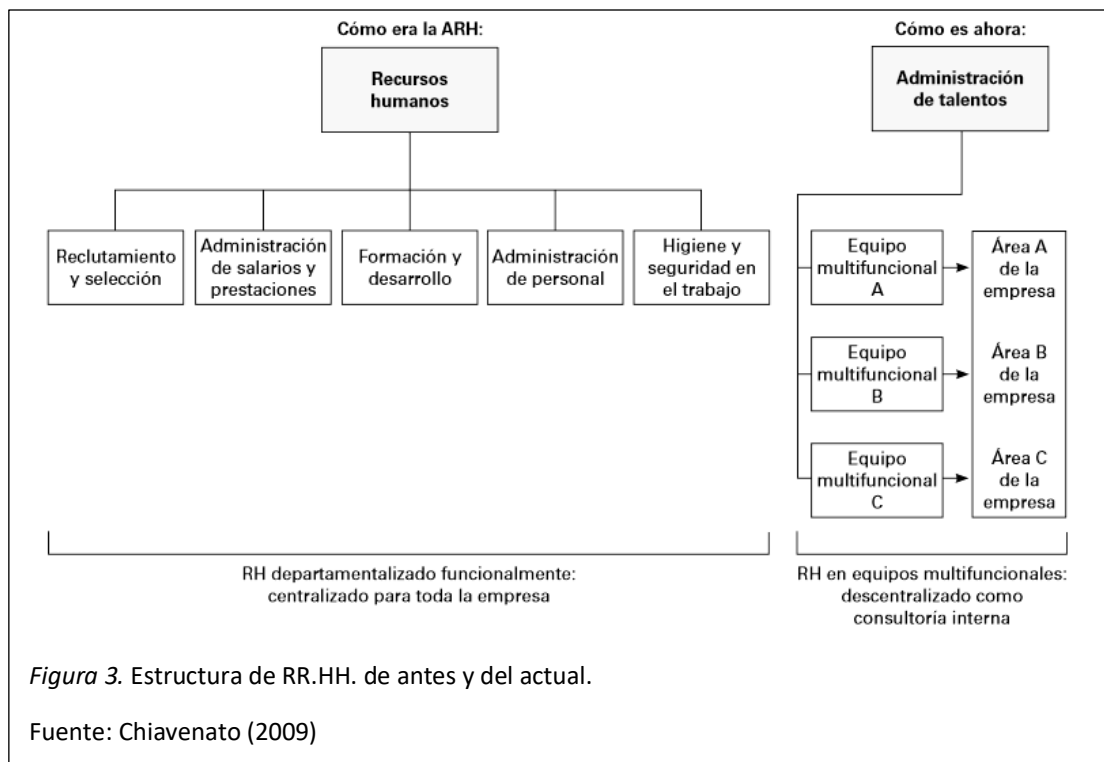 Cómo era la ARH:
Recursos
humanos
Reclutamiento
y selección
Administración
de salarios y
prestaciones
Formación y
desarrollo
Administración
de personal
Higiene y
seguridad en
el trabajo
RH departamentalizado funcionalmente:
centralizado para toda la empresa
Cómo es ahora:
Administración
de talentos
Equipo
multifuncional
A
Área A
de la
empresa
Equipo
multifuncional
B
Área B
de la
empresa
Equipo
multifuncional
C
Área C
de la
empresa
RH en equipos multifuncionales:
descentralizado como
consultoría interna
Figura 3. Estructura de RR.HH. de antes y del actual.
Fuente: Chiavenato (2009)